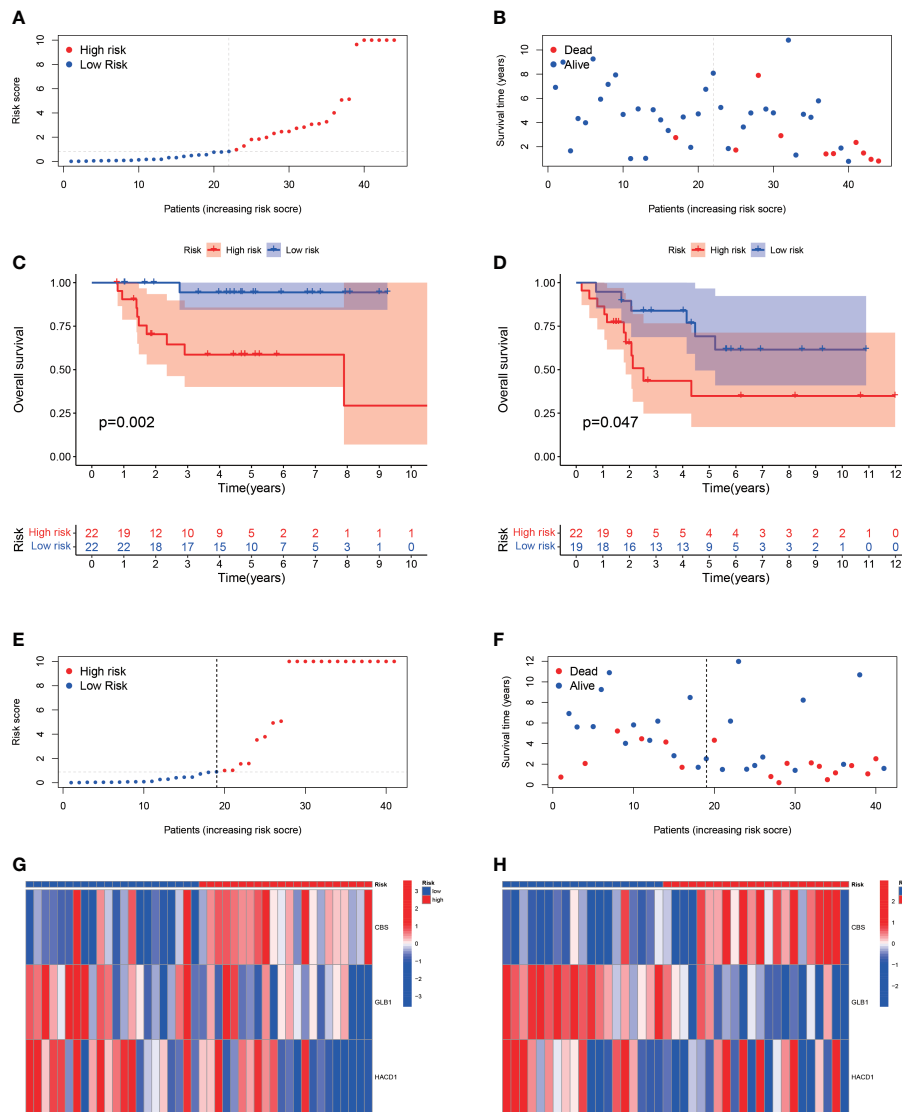 A
High risk
Low Risk
Risk score
0 2 4 6 8 10
0 10 20 30 40
Patients (increasing risk socre)
B
Dead
Alive
Survival time (years)
2 4 6 8 10
0 10 20 30 40
Patients (increasing risk socre)
C
Risk High risk Low risk
Overall survival
1.00
0.75
0.50
0.25
0.00
p=0.002
0 1 2 3 4 5 6 7 8 9 10
Time(years)
Risk
High risk 22 19 12 10 9 5 2 2 1 1 1
Low risk 22 22 18 17 15 10 7 5 3 1 0
0 1 2 3 4 5 6 7 8 9 10
Time(years)
D
Risk High risk Low risk
Overall survival
1.00
0.75
0.50
0.25
0.00
p=0.047
0 1 2 3 4 5 6 7 8 9 10 11 12
Time(years)
Risk
High risk 22 19 9 5 5 4 4 3 3 2 2 1 0
Low risk 19 18 16 13 13 9 5 3 3 2 1 0 0
0 1 2 3 4 5 6 7 8 9 10 11 12
Time(years)
E
High risk
Low Risk
Risk score
0 2 4 6 8 10
0 10 20 30 40
Patients (increasing risk socre)
F
Dead
Alive
Survival time (years)
0 2 4 6 8 10 12
0 10 20 30 40
Patients (increasing risk socre)
G
Risk
CBS
GLB1
HACD1
3
2
1
0
−1
−2
−3
Risk
low
high
H
Risk
CBS
GLB1
HACD1
2
1
0
−1
−2
R